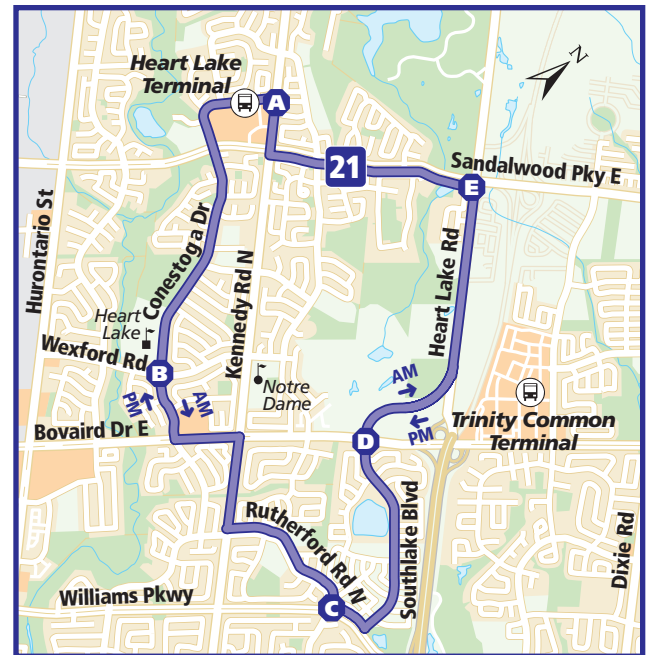 Heart Lake
Terminal
A
N
21
Sandalwood Pky E
E
Hurontario St
Conestoga Dr
Kennedy Rd N
Heart Lake Rd
Heart
Lake
Wexford Rd
B
Notre
Dame
AM
PM
AM
PM
Trinity Common
Terminal
Bovaird Dr E
D
Rutherford Rd N
Southlake Blvd
Dixie Rd
Williams Pkwy
C